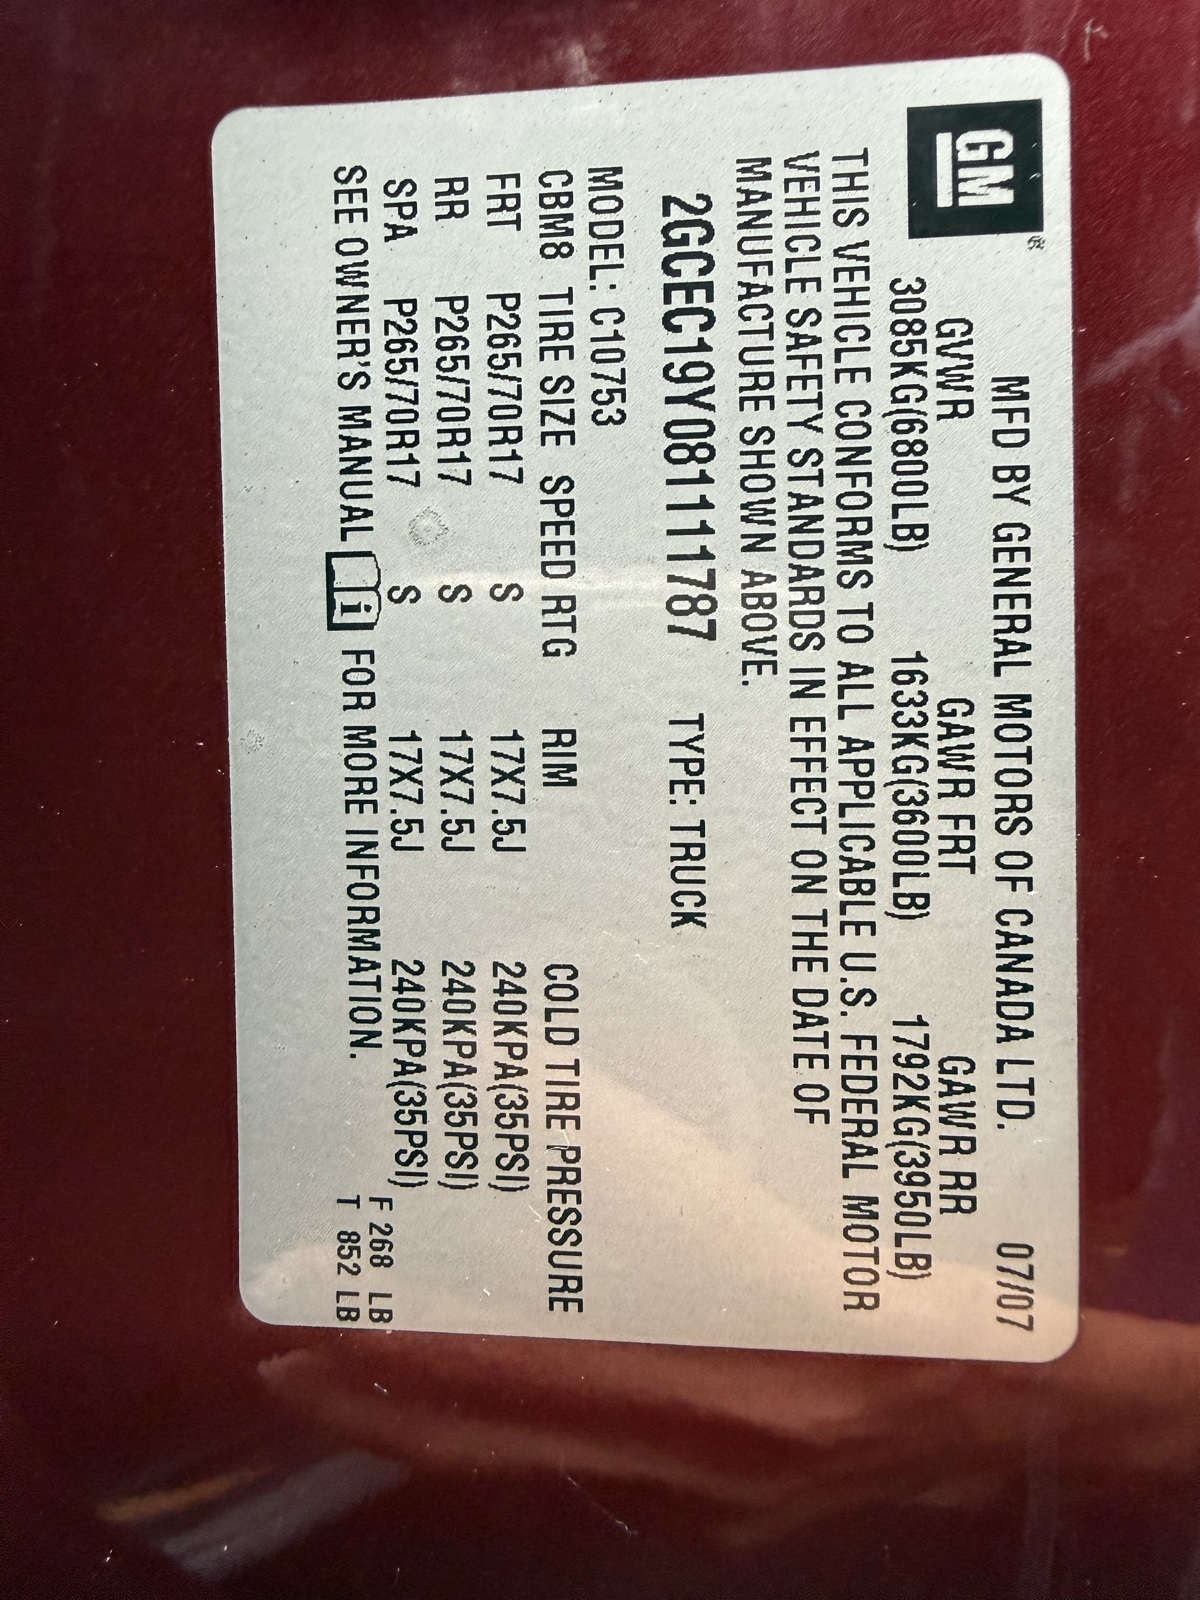 GM
®
MFD BY GENERAL MOTORS OF CANADA LTD. 07/07
GVWR GAWR FRT GAWR RR
3085KG(6800LB) 1633KG(3600LB) 1792KG(3950LB)
THIS VEHICLE CONFORMS TO ALL APPLICABLE U.S. FEDERAL MOTOR
VEHICLE SAFETY STANDARDS IN EFFECT ON THE DATE OF
MANUFACTURE SHOWN ABOVE.
2GCEC19Y081111787 TYPE: TRUCK
MODEL: C10753
CBM8 TIRE SIZE SPEED RTG RIM COLD TIRE PRESSURE
FRT P265/70R17 S 17X7.5J 240KPA(35PSI)
RR P265/70R17 S 17X7.5J 240KPA(35PSI)
SPA P265/70R17 S 17X7.5J 240KPA(35PSI)
F 268 LB
SEE OWNER'S MANUAL i FOR MORE INFORMATION.
T 852 LB